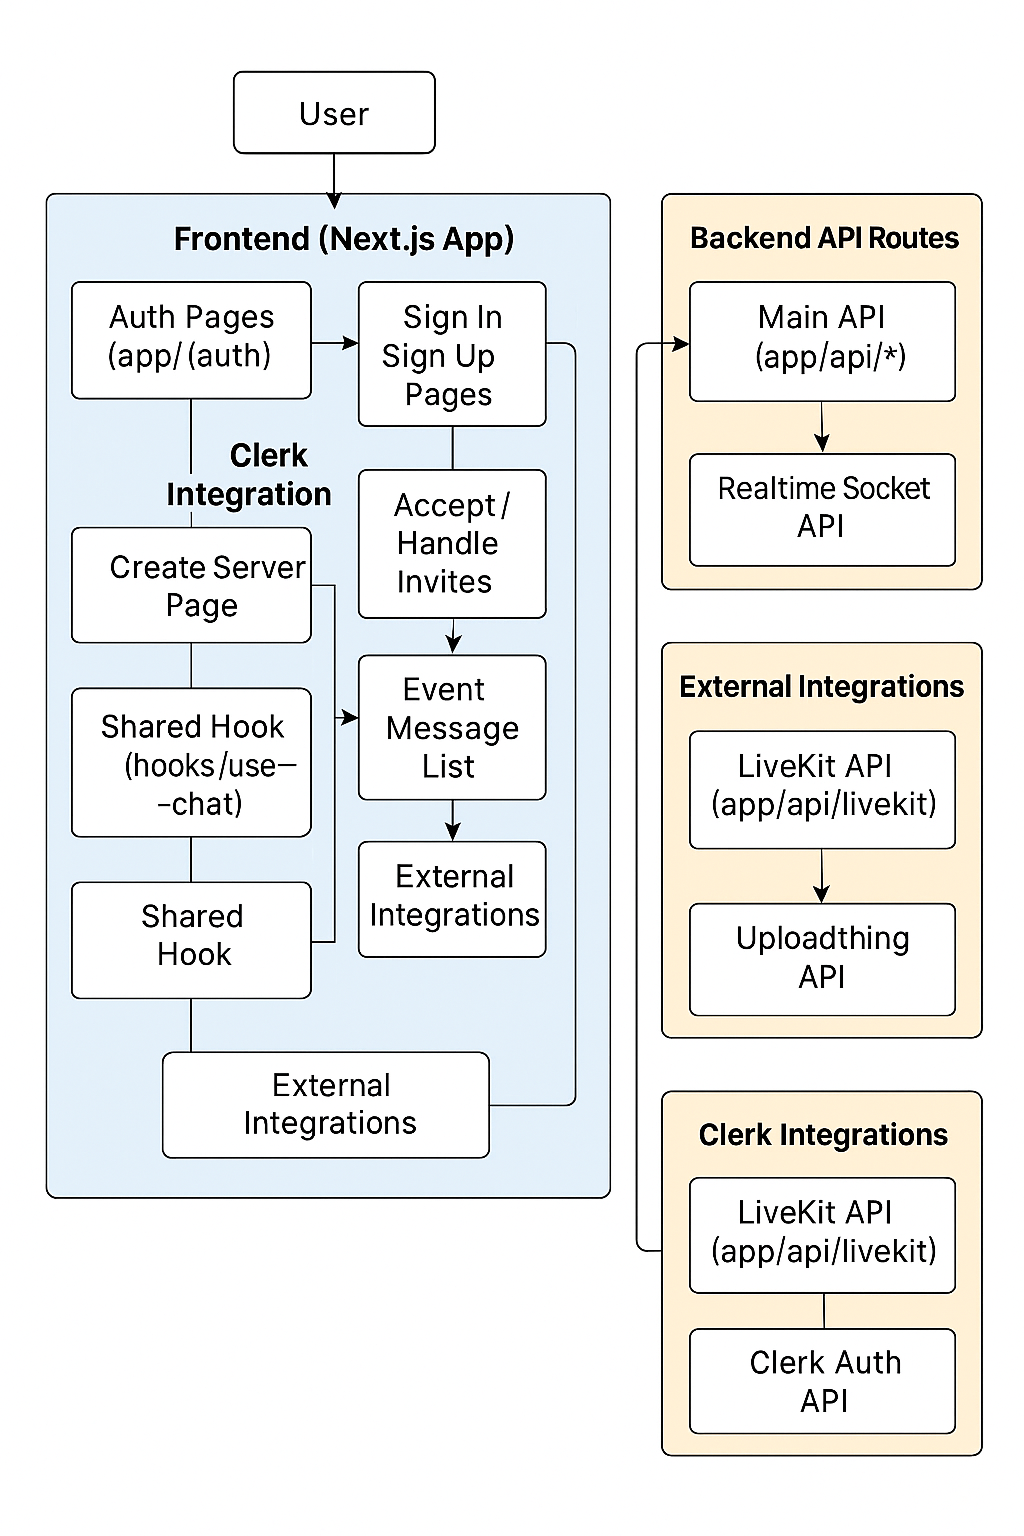 User
Frontend (Next.js App)
Auth Pages
(app/(auth)
Sign In
Sign Up
Pages
Clerk
Integration
Accept/
Handle
Invites
Create Server
Page
Event
Message
List
Shared Hook
(hooks/use–
-chat)
External
Integrations
Shared
Hook
External
Integrations
Backend API Routes
Main API
(app/api/*)
Realtime Socket
API
External Integrations
LiveKit API
(app/api/livekit)
Uploadthing
API
Clerk Integrations
LiveKit API
(app/api/livekit)
Clerk Auth
API